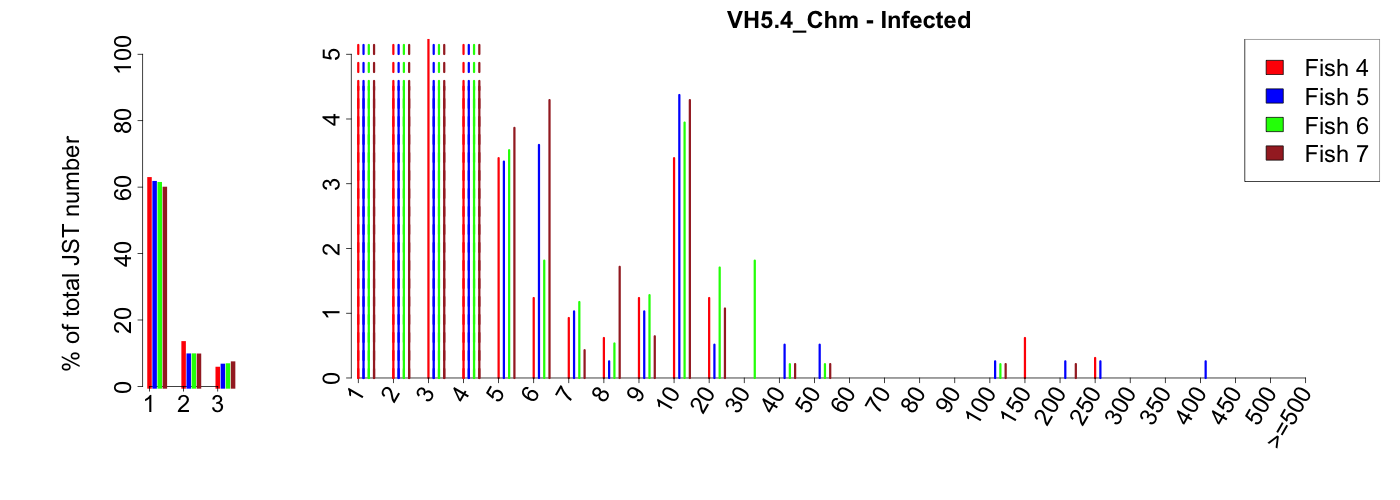 VH5.4_Chm - Infected
% of total JST number
0 20 40 60 80 100
1 2 3
0 1 2 3 4 5
1 2 3 4 5 6 7 8 9 10 20 30 40 50 60 70 80 90 100 150 200 250 300 350 400 450 500 >=500
Fish 4
Fish 5
Fish 6
Fish 7